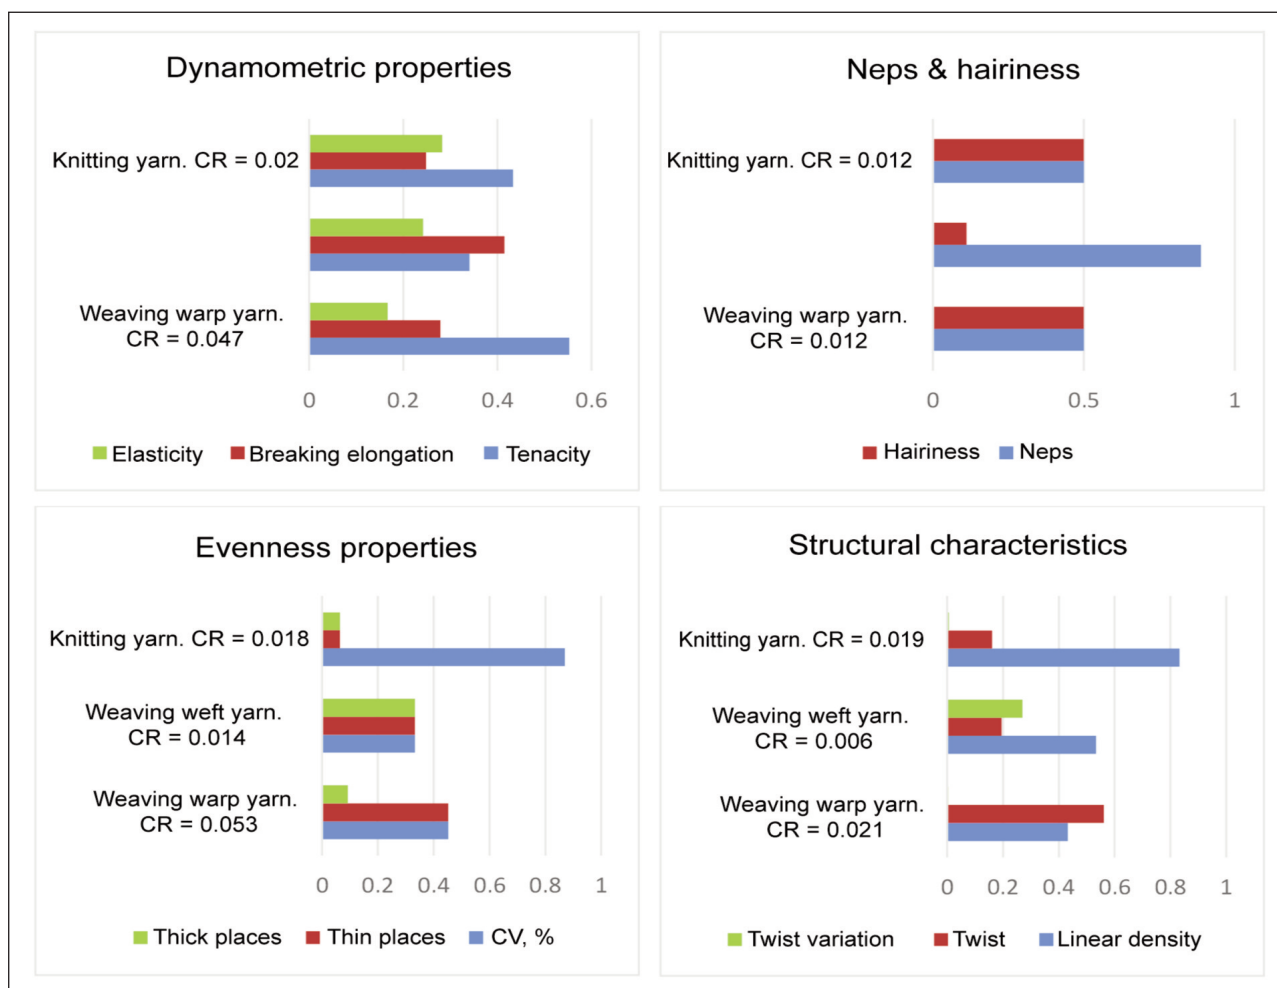 Dynamometric properties
Knitting yarn. CR = 0.02
Weaving warp yarn.
CR = 0.047
0 0.2 0.4 0.6
Elasticity Breaking elongation Tenacity
Neps & hairiness
Knitting yarn. CR = 0.012
Weaving warp yarn.
CR = 0.012
0 0.5 1
Hairiness Neps
Evenness properties
Knitting yarn. CR = 0.018
Weaving weft yarn.
CR = 0.014
Weaving warp yarn.
CR = 0.053
0 0.2 0.4 0.6 0.8 1
Thick places Thin places CV, %
Structural characteristics
Knitting yarn. CR = 0.019
Weaving weft yarn.
CR = 0.006
Weaving warp yarn.
CR = 0.021
0 0.2 0.4 0.6 0.8 1
Twist variation Twist Linear density